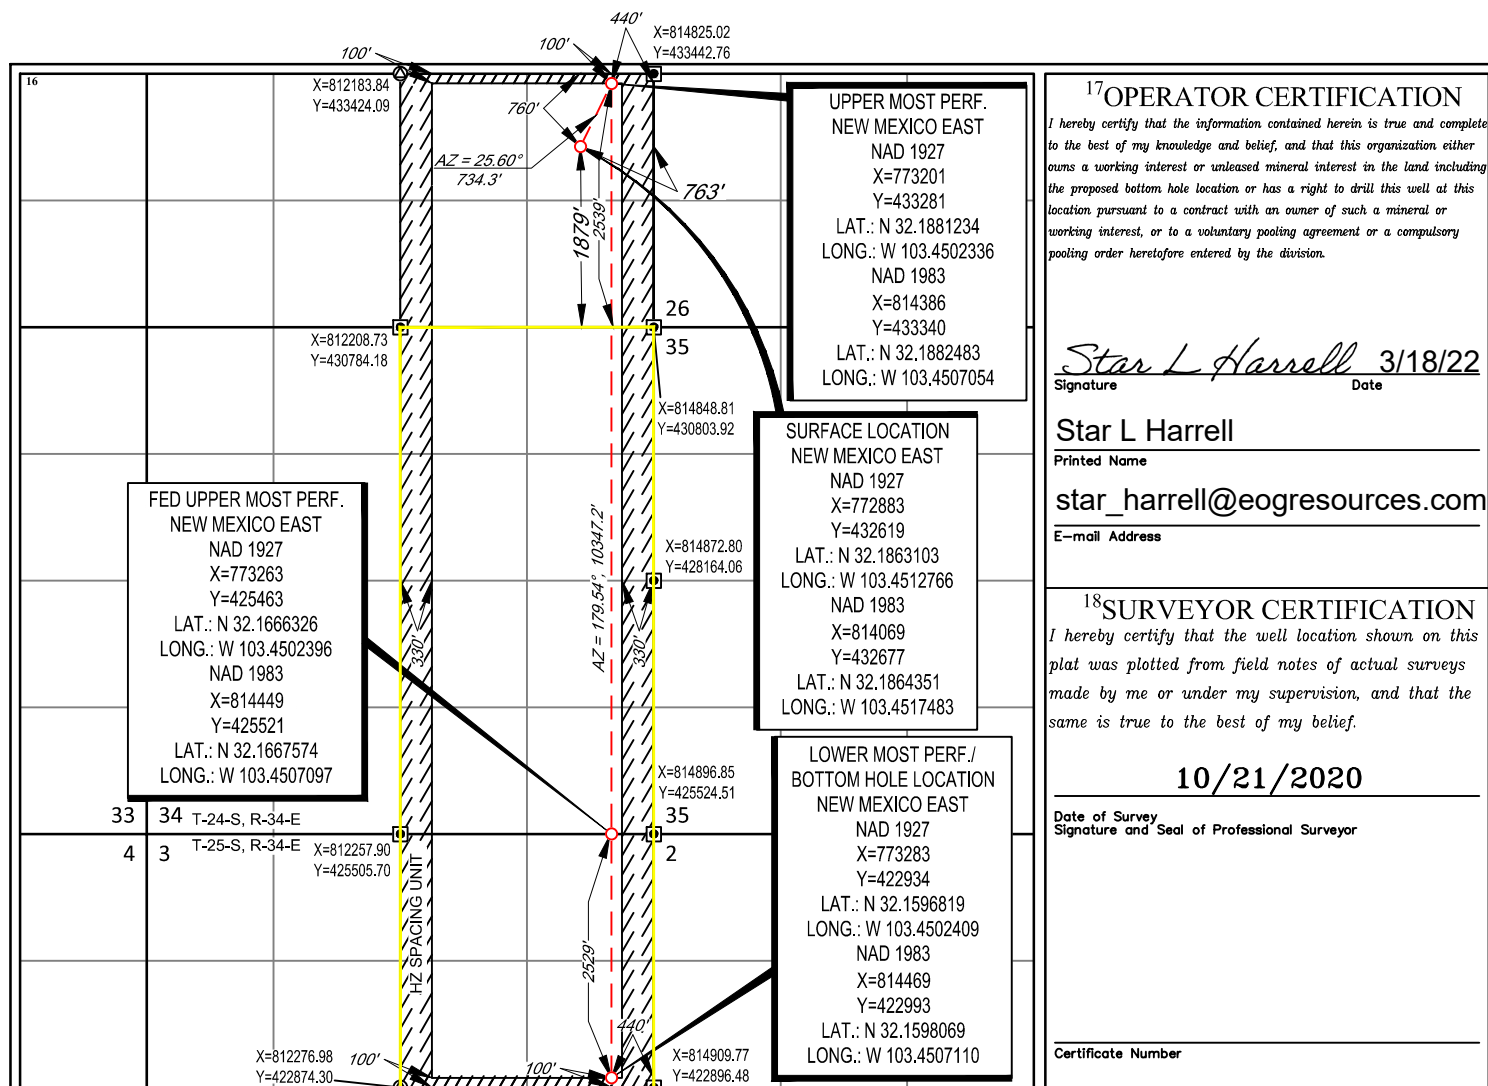 16
100'
100'
440'
X=814825.02
Y=433442.76
X=812183.84
Y=433424.09
760'
AZ = 25.60°
734.3'
1879'
2539'
763'
UPPER MOST PERF.
NEW MEXICO EAST
NAD 1927
X=773201
Y=433281
LAT.: N 32.1881234
LONG.: W 103.4502336
NAD 1983
X=814386
Y=433340
LAT.: N 32.1882483
LONG.: W 103.4507054
26
35
X=812208.73
Y=430784.18
X=814848.81
Y=430803.92
SURFACE LOCATION
NEW MEXICO EAST
NAD 1927
X=772883
Y=432619
LAT.: N 32.1863103
LONG.: W 103.4512766
NAD 1983
X=814069
Y=432677
LAT.: N 32.1864351
LONG.: W 103.4517483
FED UPPER MOST PERF.
NEW MEXICO EAST
NAD 1927
X=773263
Y=425463
LAT.: N 32.1666326
LONG.: W 103.4502396
NAD 1983
X=814449
Y=425521
LAT.: N 32.1667574
LONG.: W 103.4507097
X=814872.80
Y=428164.06
AZ = 179.54°, 10347.2'
330'
330'
LOWER MOST PERF./
BOTTOM HOLE LOCATION
NEW MEXICO EAST
NAD 1927
X=773283
Y=422934
LAT.: N 32.1596819
LONG.: W 103.4502409
NAD 1983
X=814469
Y=422993
LAT.: N 32.1598069
LONG.: W 103.4507110
X=814896.85
Y=425524.51
33 34 T-24-S, R-34-E
4 3 T-25-S, R-34-E
35
2
X=812257.90
Y=425505.70
HZ SPACING UNIT
2529'
440'
X=812276.98
Y=422874.30
100'
100'
X=814909.77
Y=422896.48
17 OPERATOR CERTIFICATION
I hereby certify that the information contained herein is true and complete
to the best of my knowledge and belief, and that this organization either
owns a working interest or unleased mineral interest in the land including
the proposed bottom hole location or has a right to drill this well at this
location pursuant to a contract with an owner of such a mineral or
working interest, or to a voluntary pooling agreement or a compulsory
pooling order heretofore entered by the division.
Star L Harrell 3/18/22
Signature Date
Star L Harrell
Printed Name
star_harrell@eogresources.com
E-mail Address
18 SURVEYOR CERTIFICATION
I hereby certify that the well location shown on this
plat was plotted from field notes of actual surveys
made by me or under my supervision, and that the
same is true to the best of my belief.
10/21/2020
Date of Survey
Signature and Seal of Professional Surveyor
Certificate Number